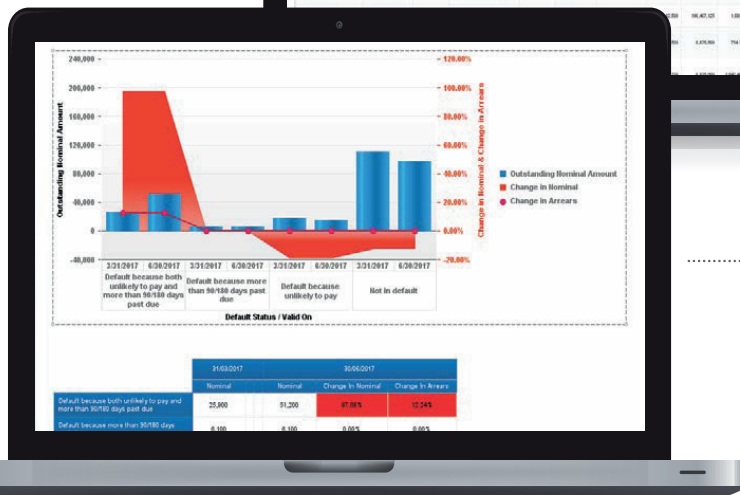 240,000
200,000
160,000
120,000
80,000
40,000
0
-40,000
Outstanding Nominal Amount
120.00%
100.00%
80.00%
60.00%
40.00%
20.00%
0.00%
-20.00%
Change in Nominal & Change in Arrears
Outstanding Nominal Amount
Change in Nominal
Change in Arrears
3/31/2017 6/30/2017 3/31/2017 6/30/2017 3/31/2017 6/30/2017 3/31/2017 6/30/2017
Default because both
unlikely to pay and
more than 90/180 days
past due
Default because more
than 90/180 days past
due
Default because
unlikely to pay
Not in default
Default Status / Valid On
31/03/2017 30/06/2017
Nominal Nominal Change In Nominal Change In Arrears
Default because both unlikely to pay and
more than 90/180 days past due
25,900 51,200 12.24%
Default because more than 90/180 days
6,100 6,100 0.00% 0.00%